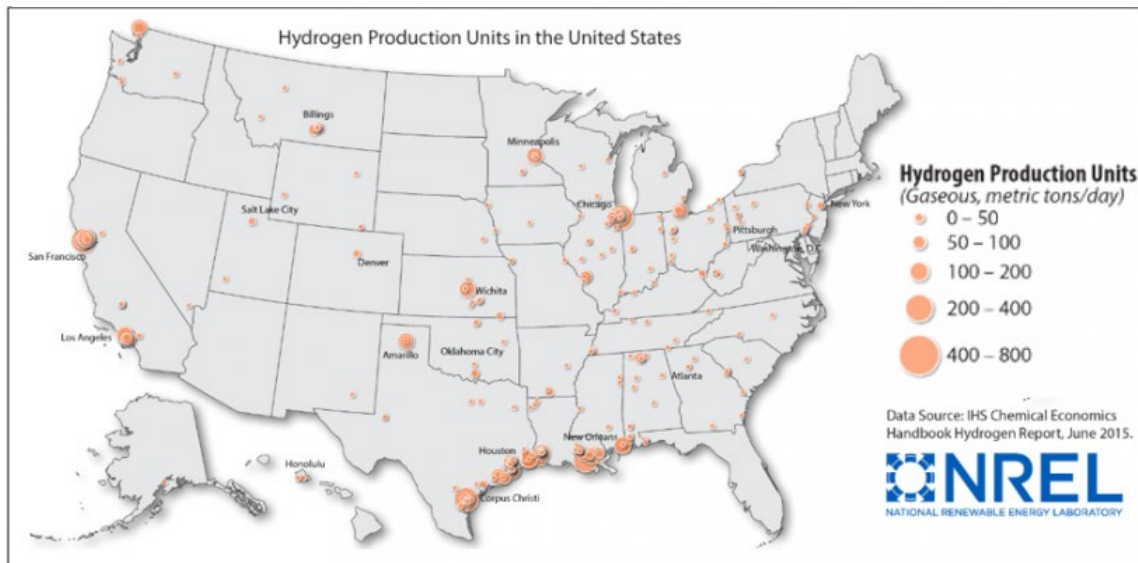 Hydrogen Production Units in the United States
Billings
Minneapolis
Salt Lake City
Chicago
New York
Pittsburgh
Washington, D.C.
San Francisco
Denver
Wichita
Los Angeles
Amarillo
Oklahoma City
Atlanta
New Orleans
Houston
Honolulu
Corpus Christi
Hydrogen Production Units
(Gaseous, metric tons/day)
0 – 50
50 – 100
100 – 200
200 – 400
400 – 800
Data Source: IHS Chemical Economics
Handbook Hydrogen Report, June 2015.
NREL
NATIONAL RENEWABLE ENERGY LABORATORY